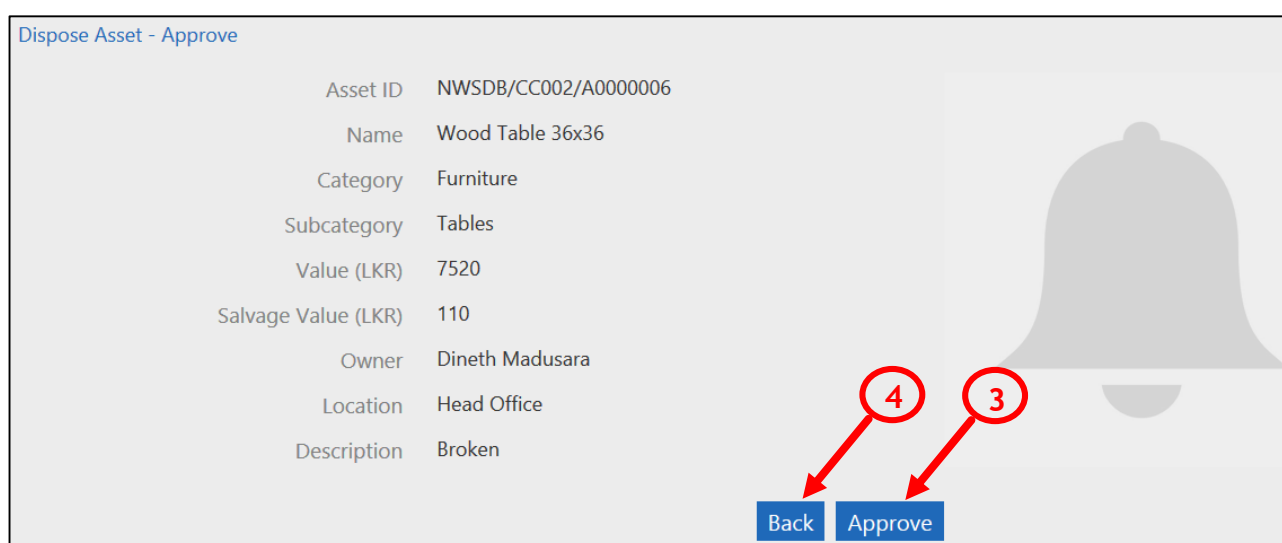 Dispose Asset - Approve
Asset ID NWSDB/CC002/A0000006
Name Wood Table 36x36
Category Furniture
Subcategory Tables
Value (LKR) 7520
Salvage Value (LKR) 110
Owner Dineth Madusara
Location Head Office
Description Broken
4 3
Back Approve